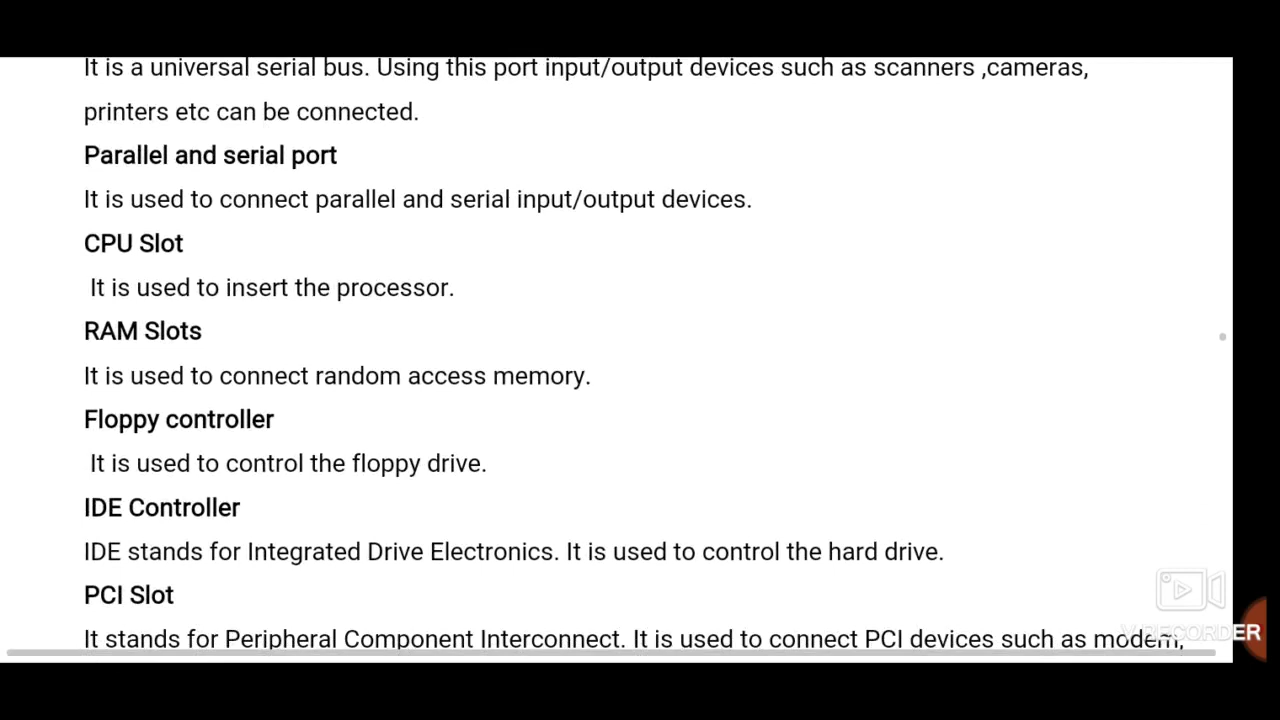 It is a universal serial bus. Using this port input/output devices such as scanners ,cameras,
printers etc can be connected.
Parallel and serial port
It is used to connect parallel and serial input/output devices.
CPU Slot
It is used to insert the processor.
RAM Slots
It is used to connect random access memory.
Floppy controller
It is used to control the floppy drive.
IDE Controller
IDE stands for Integrated Drive Electronics. It is used to control the hard drive.
PCI Slot
It stands for Peripheral Component Interconnect. It is used to connect PCI devices such as modem,
V RECORDER